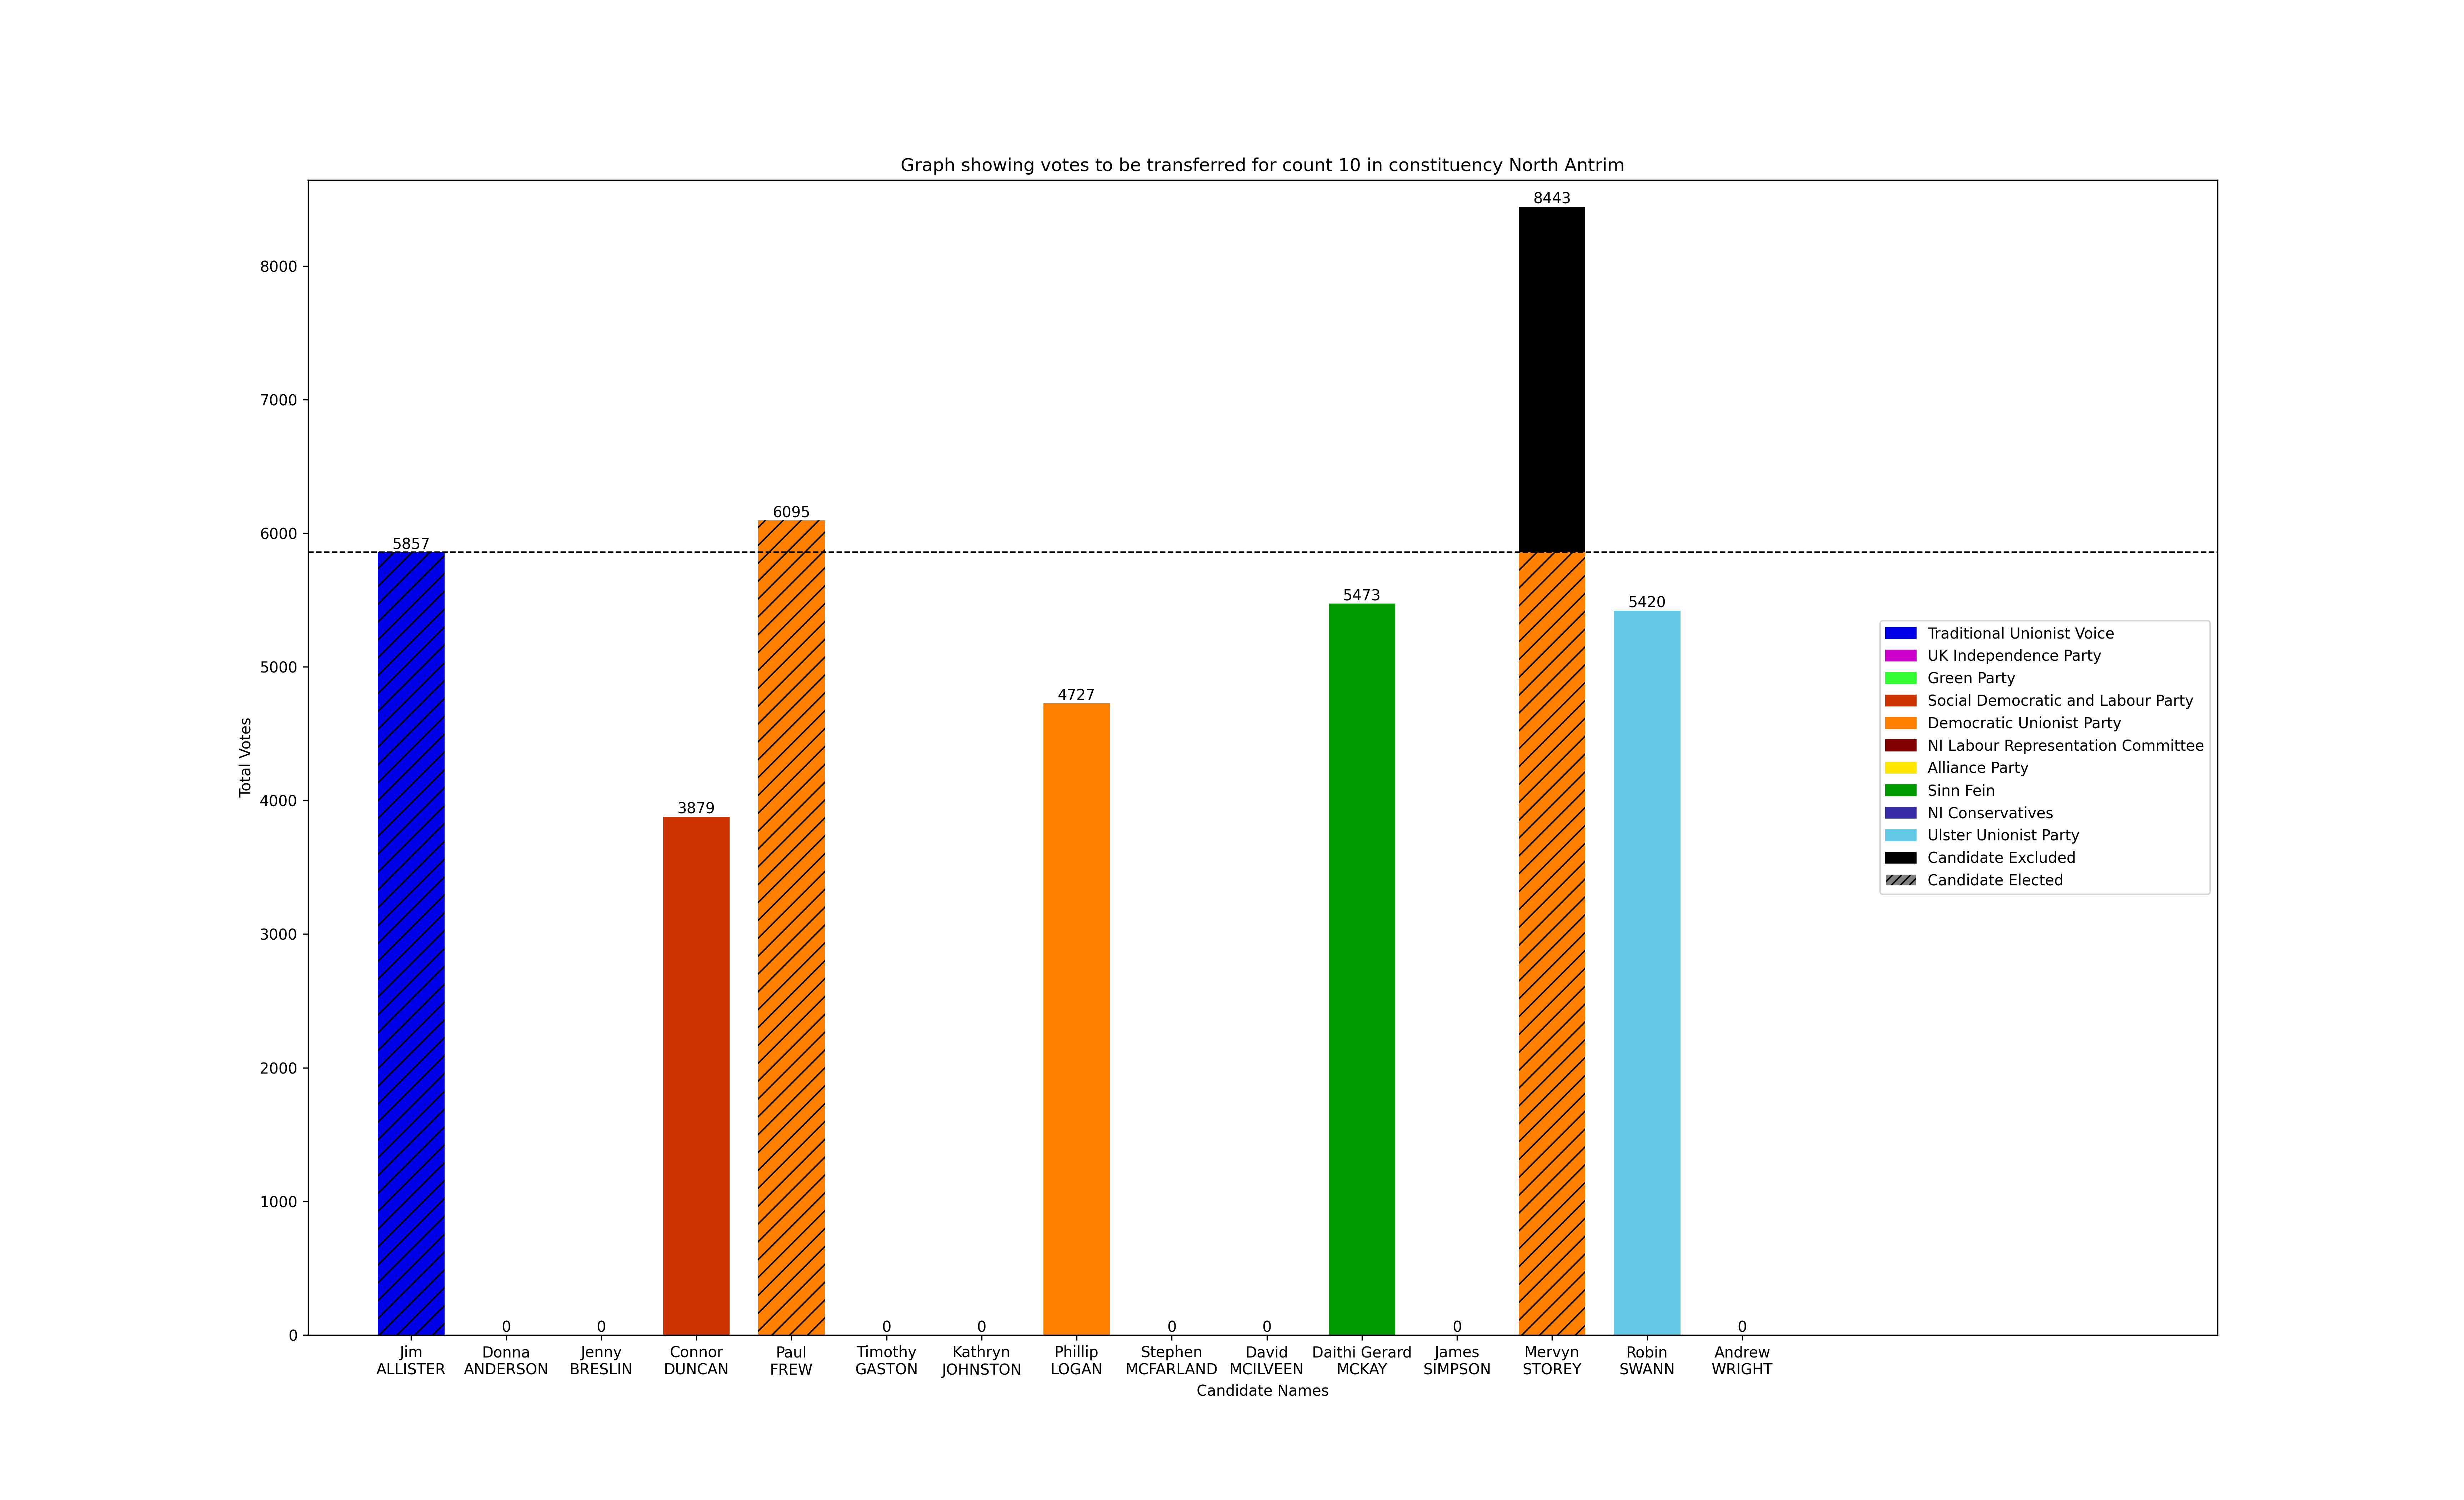 Graph showing votes to be transferred for count 10 in constituency North Antrim
Total Votes
8000
7000
6000
5000
4000
3000
2000
1000
0
5857
0
0
3879
6095
0
0
4727
0
0
5473
0
8443
5420
0
Jim
ALLISTER
Donna
ANDERSON
Jenny
BRESLIN
Connor
DUNCAN
Paul
FREW
Timothy
GASTON
Kathryn
JOHNSTON
Phillip
LOGAN
Stephen
MCFARLAND
David
MCILVEEN
Daithi Gerard
MCKAY
James
SIMPSON
Mervyn
STOREY
Robin
SWANN
Andrew
WRIGHT
Candidate Names
Traditional Unionist Voice
UK Independence Party
Green Party
Social Democratic and Labour Party
Democratic Unionist Party
NI Labour Representation Committee
Alliance Party
Sinn Fein
NI Conservatives
Ulster Unionist Party
Candidate Excluded
Candidate Elected